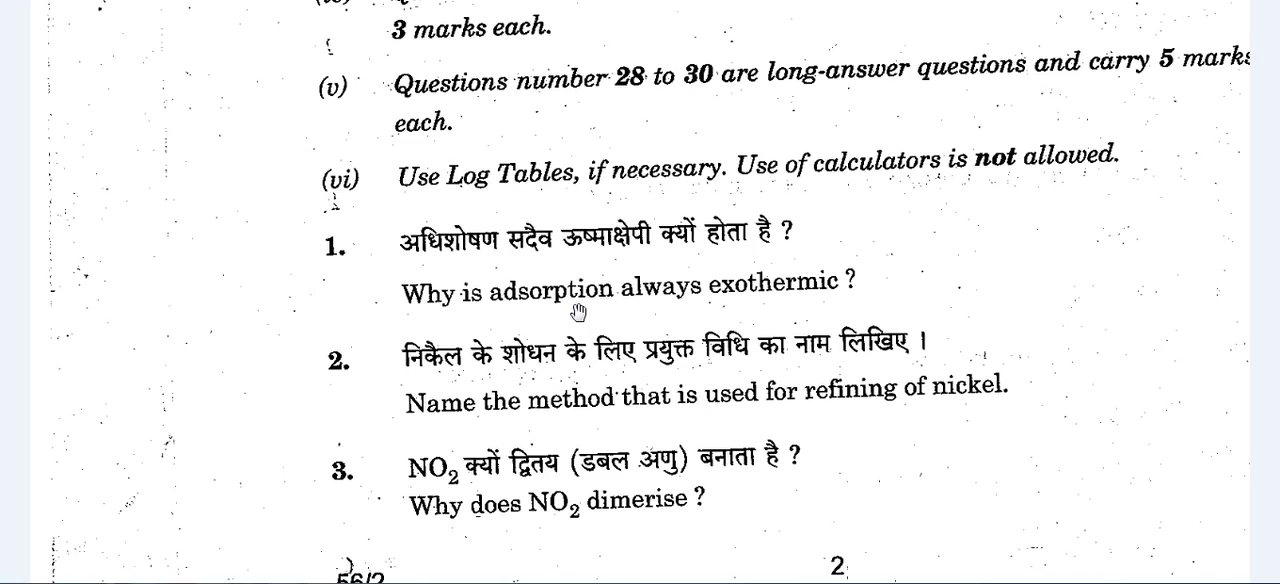 3 marks each.
(v) Questions number 28 to 30 are long-answer questions and carry 5 marks
each.
(vi) Use Log Tables, if necessary. Use of calculators is not allowed.
1. अधिशोषण सदैव ऊष्माक्षेपी क्यों होता है ?
Why is adsorption always exothermic ?
2. निकैल के शोधन के लिए प्रयुक्त विधि का नाम लिखिए ।
Name the method that is used for refining of nickel.
3. NO₂ क्यों द्वितय (डबल अणु) बनाता है ?
Why does NO₂ dimerise ?
56/2 2